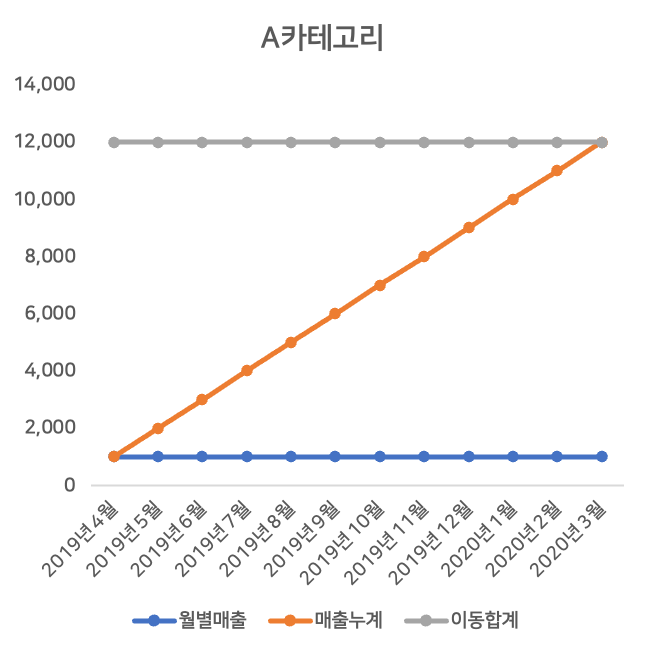 A카테고리
14,000
12,000
10,000
8,000
6,000
4,000
2,000
0
2019년 4월
2019년 5월
2019년 6월
2019년 7월
2019년 8월
2019년 9월
2019년 10월
2019년 11월
2019년 12월
2020년 1월
2020년 2월
2020년 3월
월별매출 매출누계 이동합계